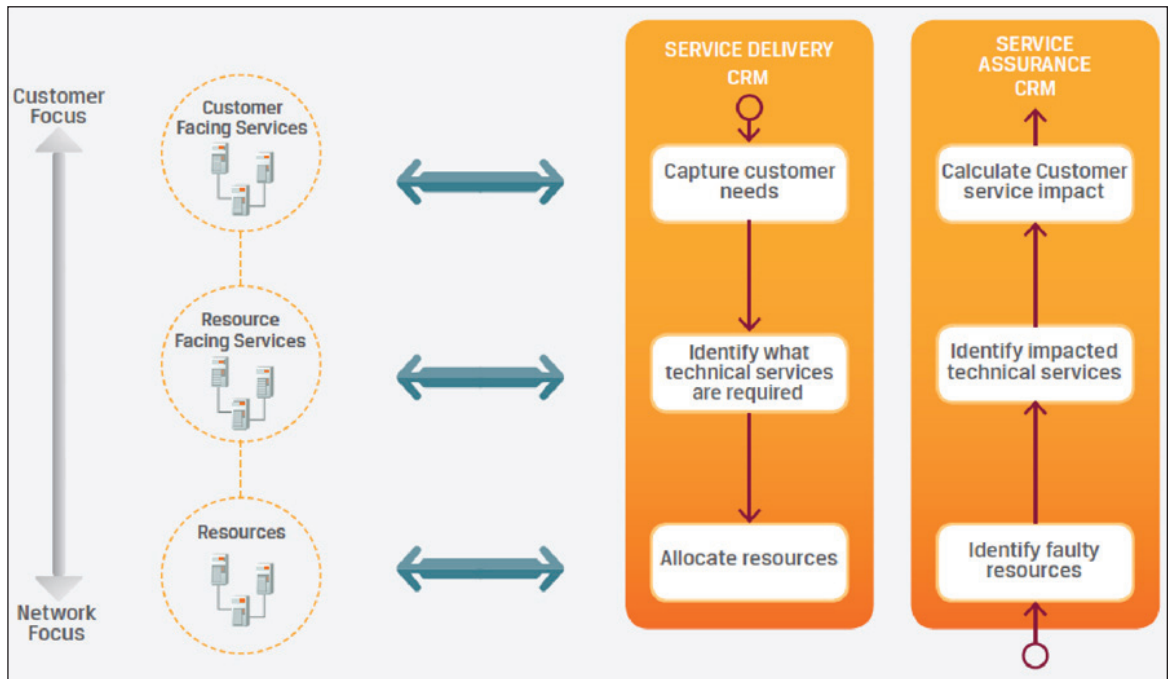 Customer
Focus
Network
Focus
Customer
Facing Services
Resource
Facing Services
Resources
SERVICE DELIVERY
CRM
Capture customer
needs
Identify what
technical services
are required
Allocate resources
SERVICE
ASSURANCE
CRM
Calculate Customer
service impact
Identify impacted
technical services
Identify faulty
resources